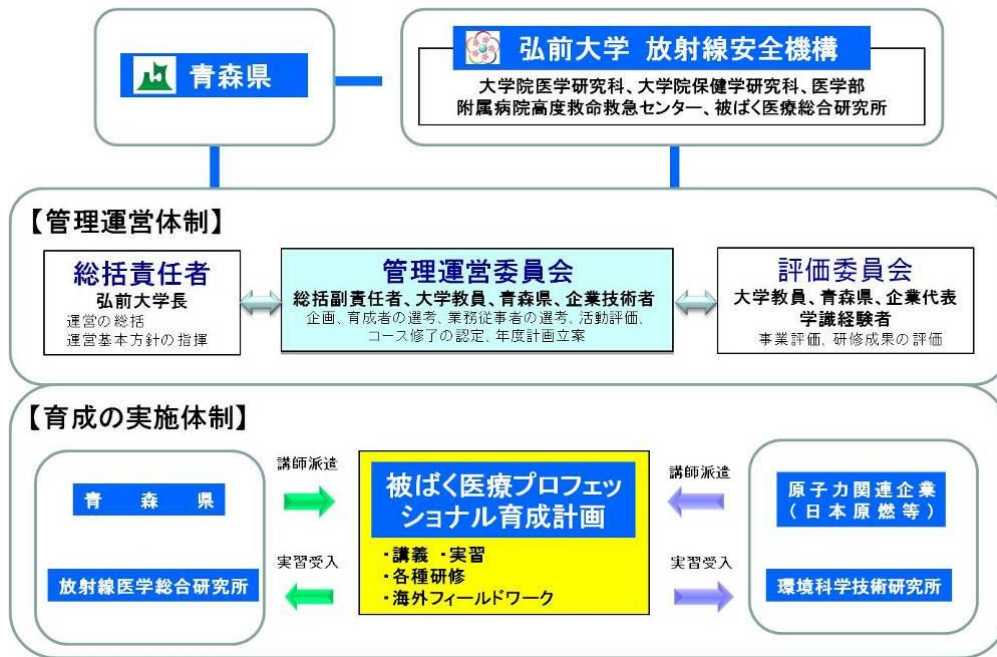 青森県
弘前大学 放射線安全機構
大学院医学研究科、大学院保健学研究科、医学部
附属病院高度救命救急センター、被ばく医療総合研究所
【管理運営体制】
総括責任者
弘前大学長
運営の総括
運営基本方針の指揮
管理運営委員会
総括副責任者、大学教員、青森県、企業技術者
企画、育成者の選考、業務従事者の選考、活動評価、
コース修了の認定、年度計画立案
評価委員会
大学教員、青森県、企業代表
学識経験者
事業評価、研修成果の評価
【育成の実施体制】
青 森 県
放射線医学総合研究所
講師派遣
実習受入
被ばく医療プロフェッ
ショナル育成計画
・講義 ・実習
・各種研修
・海外フィールドワーク
講師派遣
実習受入
原子力関連企業
(日本原燃等)
環境科学技術研究所